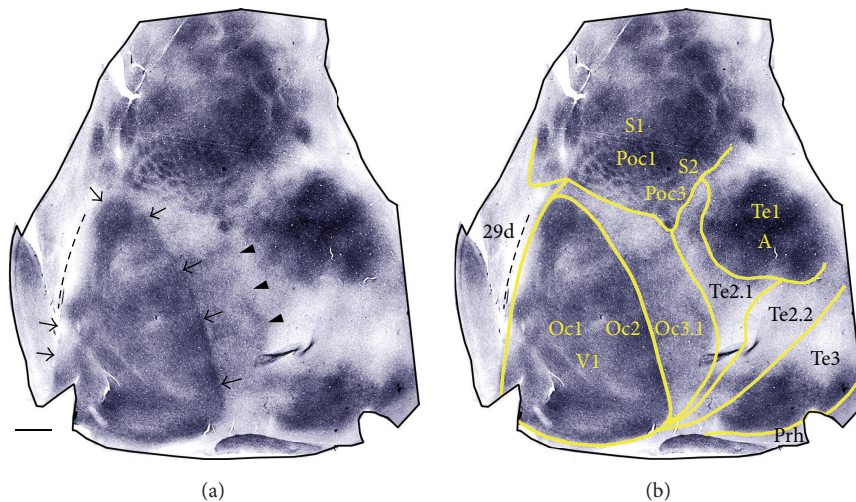 S1
Poc1
S2
Poc3
Te1
A
29d
Te2.1
Te2.2
Oc1
Oc2
Oc3.1
V1
Te3
Prh
(a)
(b)